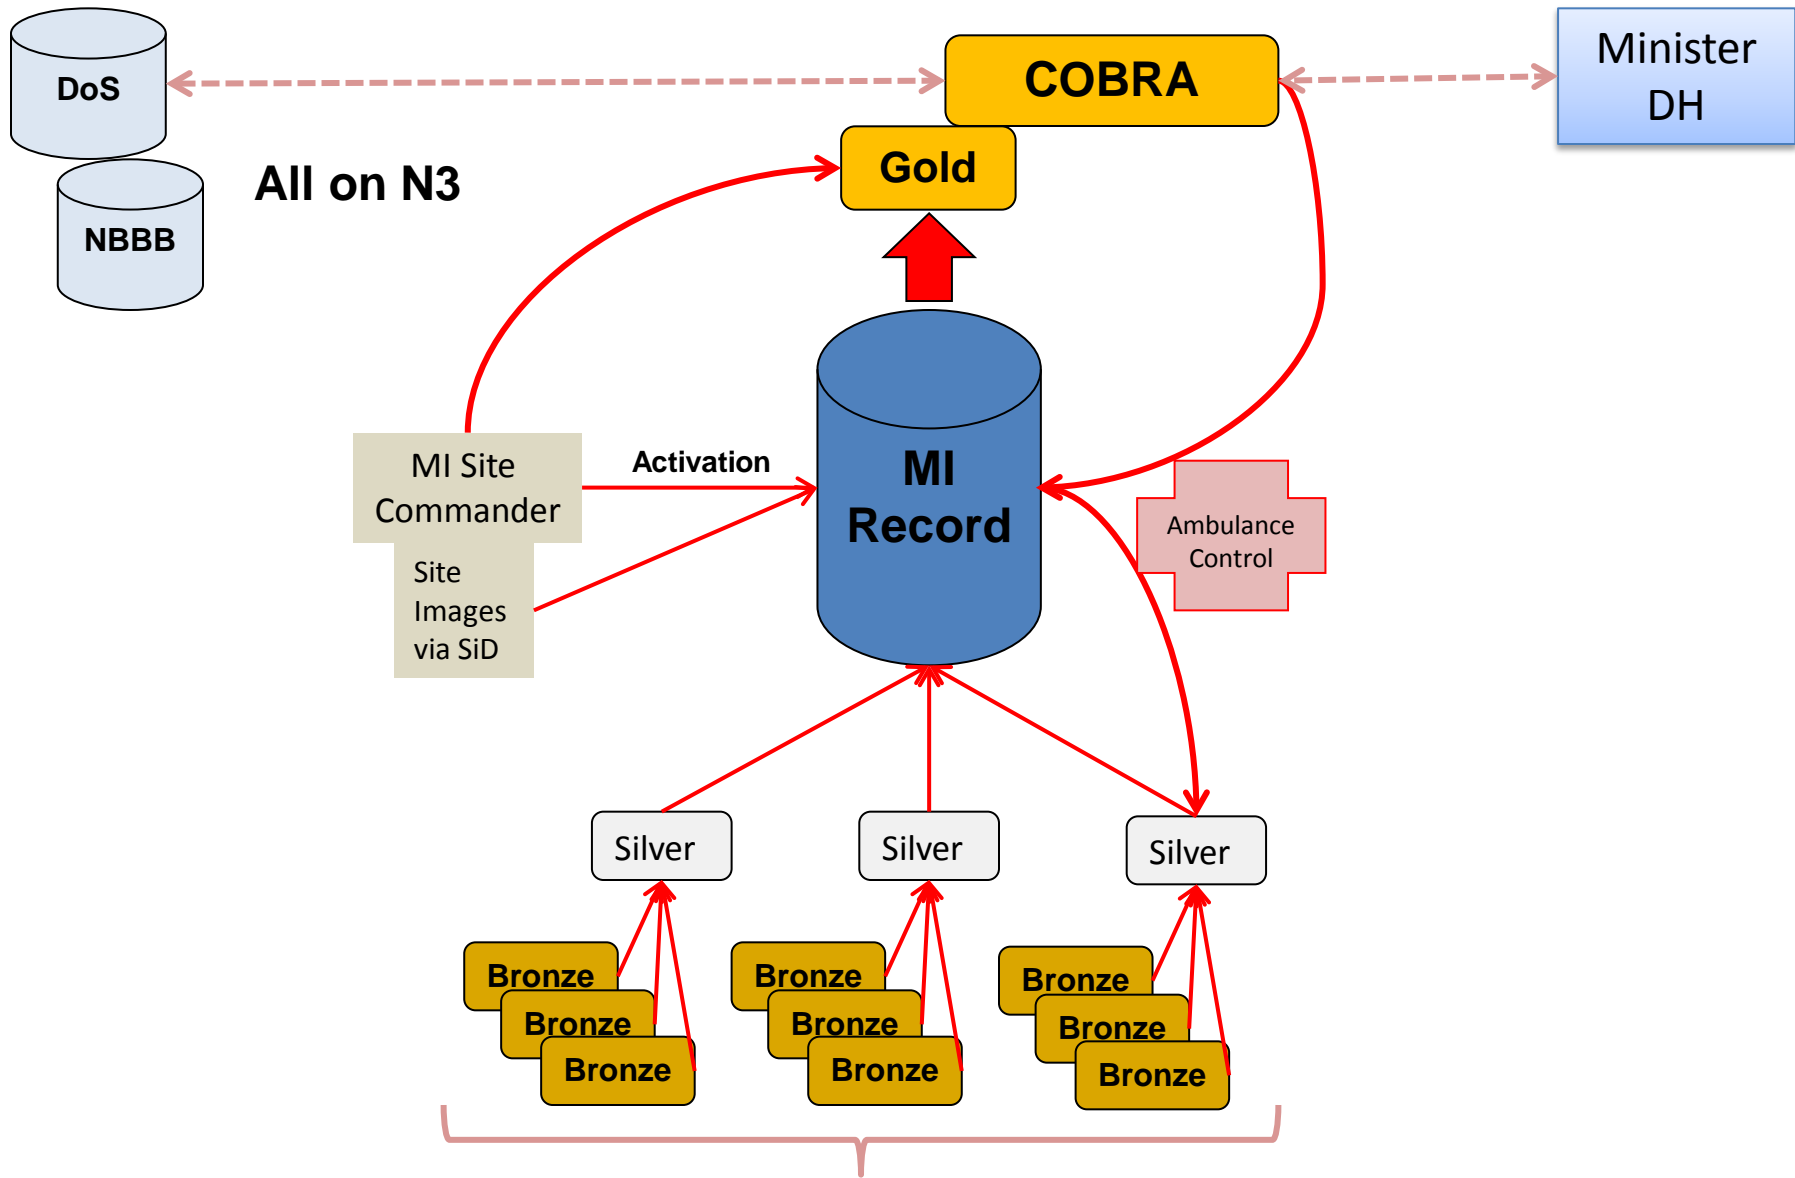 DoS
COBRA
Minister
DH
Gold
All on N3
NBBB
MI Site
Commander
Activation
MI
Record
Ambulance
Control
Site
Images
via SiD
Silver
Silver
Silver
Bronze
Bronze
Bronze
Bronze
Bronze
Bronze
Bronze
Bronze
Bronze